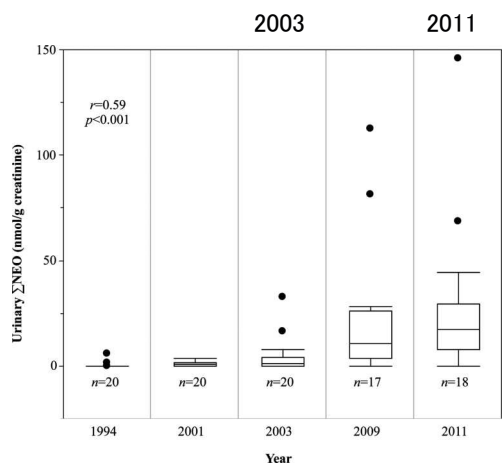 2003 2011
150
r=0.59
p<0.001
100
50
0
Urinary ∑NEO (nmol/g creatinine)
n=20 n=20 n=20 n=17 n=18
1994 2001 2003 2009 2011
Year